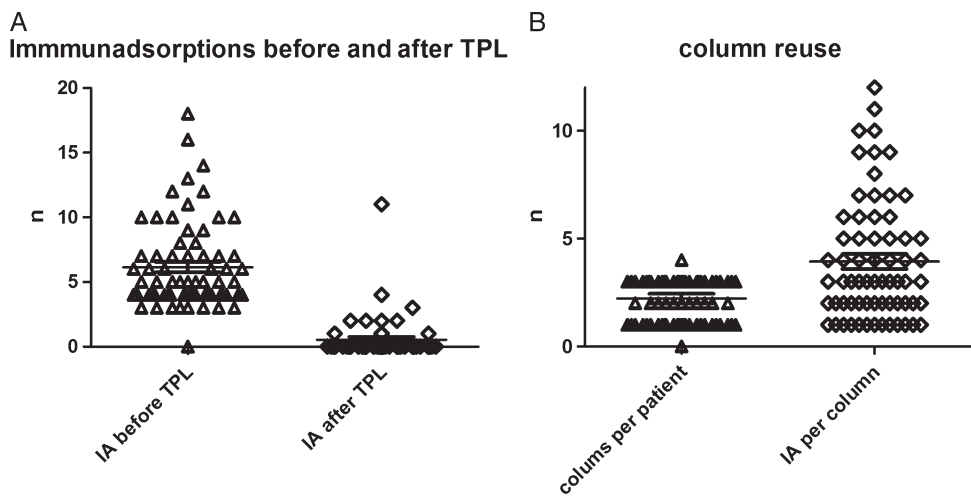 A
Immmunadsorptions before and after TPL
n
20
15
10
5
0
IA before TPL
IA after TPL
B
column reuse
n
10
5
0
colums per patient
IA per column